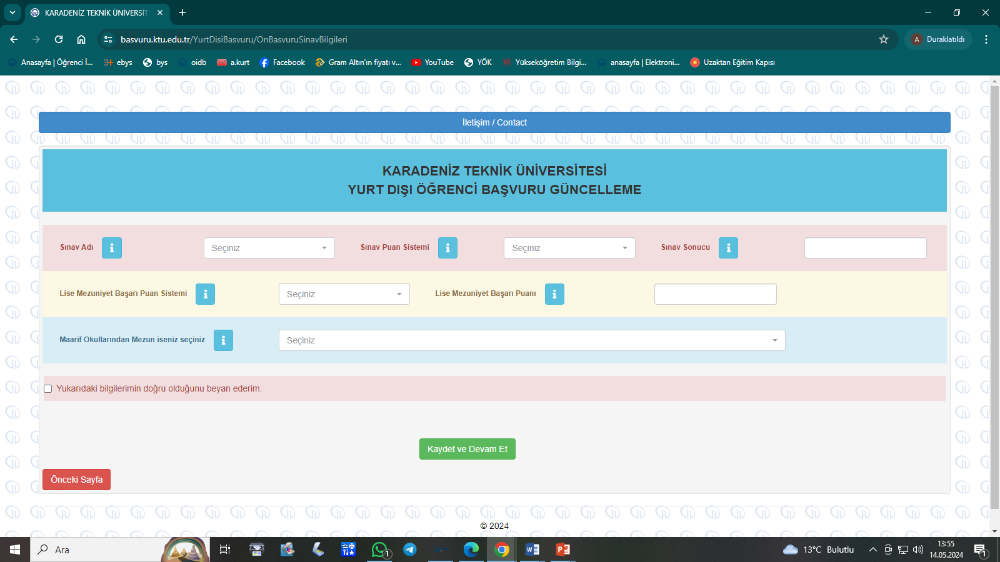 KARADENİZ TEKNİK ÜNİVERSİT
basvuru.ktu.edu.tr/YurtDisiBasvuru/OnBasvuruSinavBilgileri
A Duraklatıldı
Anasayfa | Öğrenci İ... ebys bys oidb a.kurt Facebook Gram Altın'ın fiyatı v... YouTube YÖK Yükseköğretim Bilgi... anasayfa | Elektroni... Uzaktan Eğitim Kapısı
İletişim / Contact
KARADENİZ TEKNİK ÜNİVERSİTESİ
YURT DIŞI ÖĞRENCİ BAŞVURU GÜNCELLEME
Sınav Adı i Seçiniz Sınav Puan Sistemi i Seçiniz Sınav Sonucu i
Lise Mezuniyet Başarı Puan Sistemi i Seçiniz Lise Mezuniyet Başarı Puanı i
Maarif Okullarından Mezun iseniz seçiniz i Seçiniz
Yukarıdaki bilgilerimin doğru olduğunu beyan ederim.
Kaydet ve Devam Et
Önceki Sayfa
© 2024
Ara 1 13°C Bulutlu 13:55
14.05.2024 1